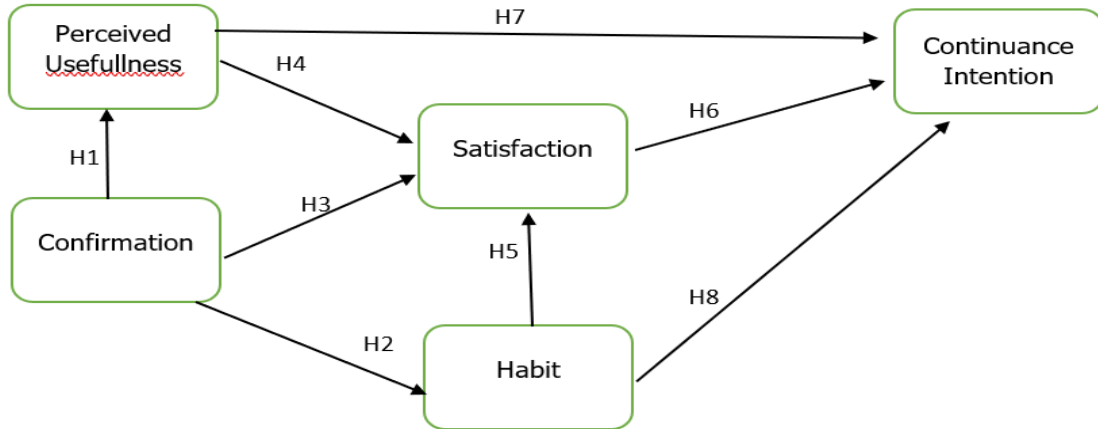 H7
Perceived
Usefullness
Continuance
Intention
H4
H6
Satisfaction
H1
H3
Confirmation
H5
H8
H2
Habit